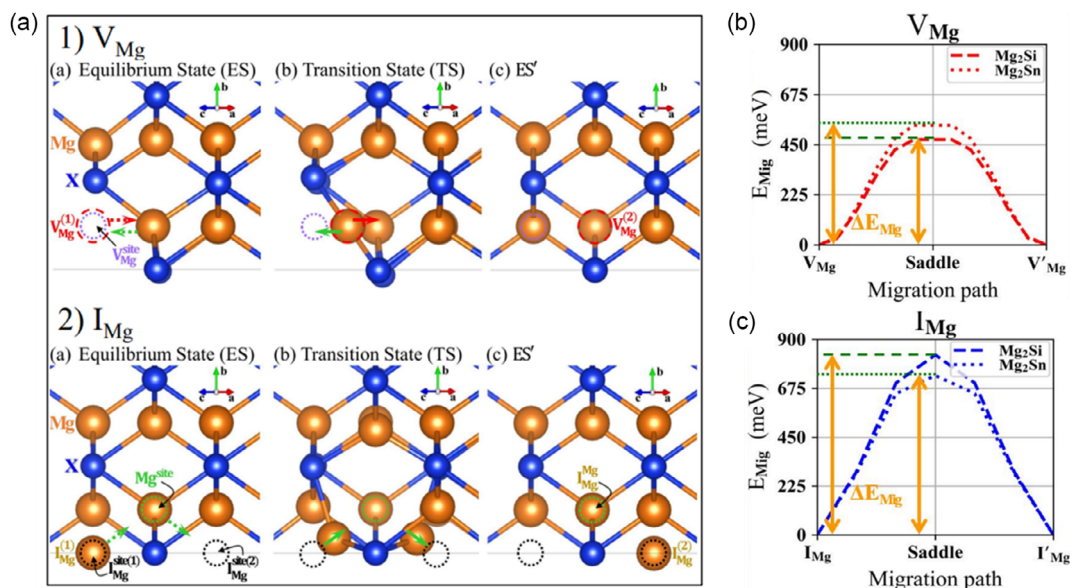 (a)
1) V_Mg
(a) Equilibrium State (ES) (b) Transition State (TS) (c) ES′
b c a b c a b c a
Mg
X
V_Mg^(1) V_Mg^site V_Mg^(2)
2) I_Mg
(a) Equilibrium State (ES) (b) Transition State (TS) (c) ES′
b c a b c a b c a
Mg
X
Mg^site I_Mg^Mg
I_Mg^(1) I_Mg^site(1) I_Mg^site(2) I_Mg^(2)
(b)
V_Mg
900
675
450
225
0
E_Mig (meV)
Mg₂Si
Mg₂Sn
ΔE_Mig
V_Mg Saddle V′_Mg
Migration path
(c)
I_Mg
900
675
450
225
0
E_Mig (meV)
Mg₂Si
Mg₂Sn
ΔE_Mig
I_Mg Saddle I′_Mg
Migration path